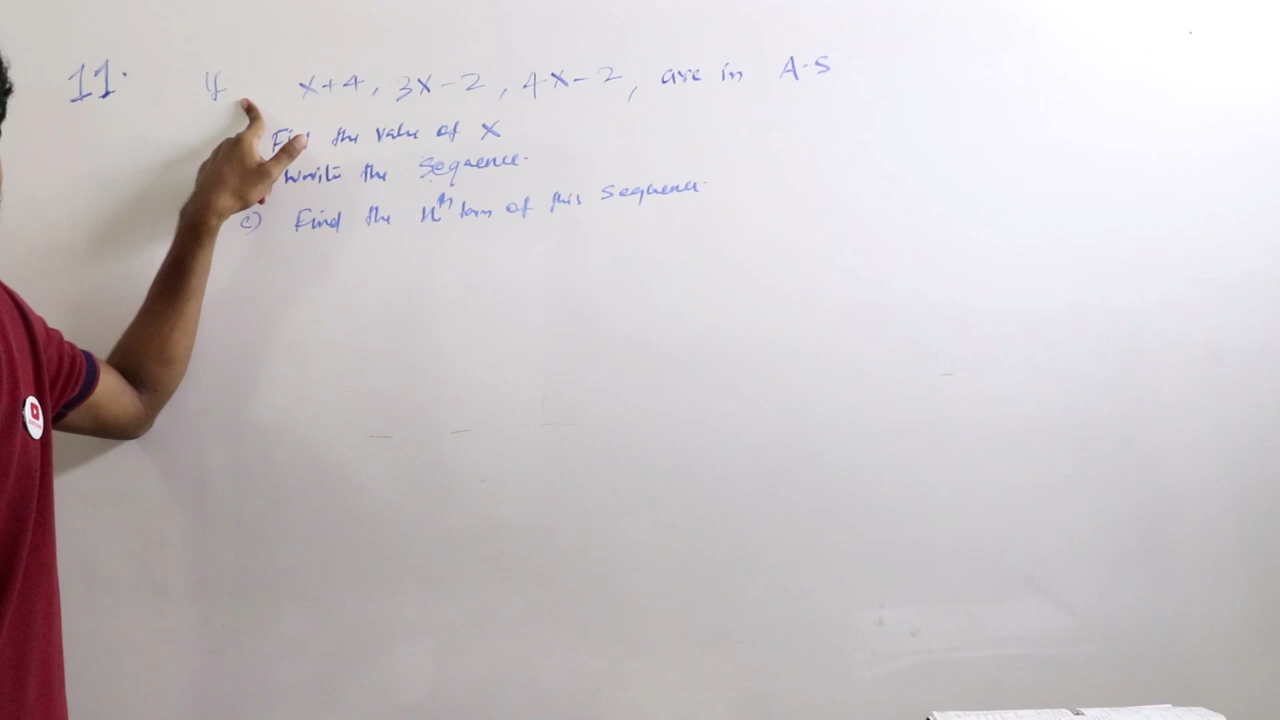 11. If x+4, 3x-2, 4x-2, are in A.S
Find the value of x
Write the Sequence.
c) Find the nth term of this sequence.